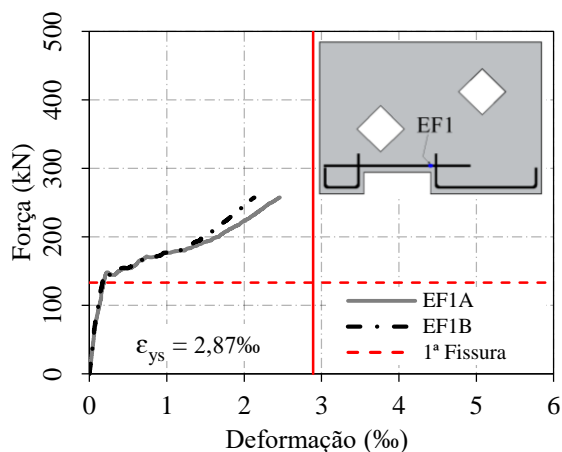 500
400
300
200
100
0
Força (kN)
EF1
EF1A
EF1B
1ª Fissura
εys = 2,87‰
0 1 2 3 4 5 6
Deformação (‰)